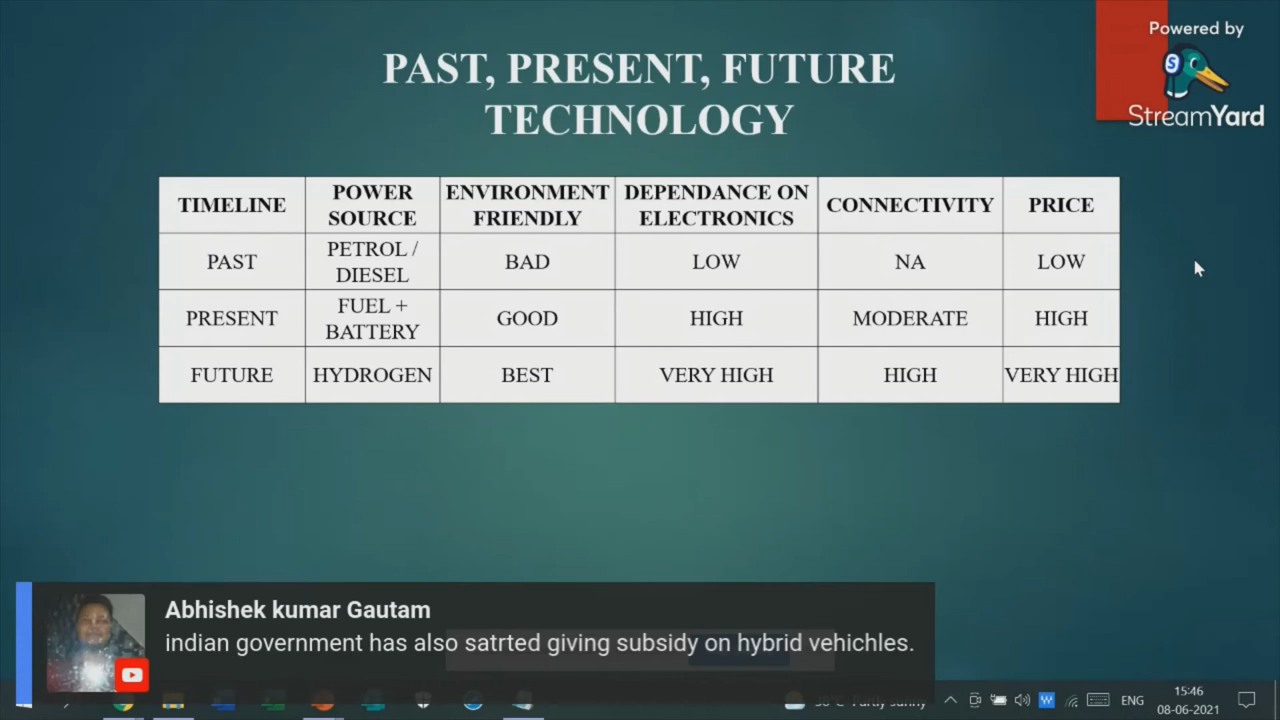 Powered by
StreamYard
PAST, PRESENT, FUTURE
TECHNOLOGY
TIMELINE POWER SOURCE ENVIRONMENT FRIENDLY DEPENDANCE ON ELECTRONICS CONNECTIVITY PRICE
PAST PETROL / DIESEL BAD LOW NA LOW
PRESENT FUEL + BATTERY GOOD HIGH MODERATE HIGH
FUTURE HYDROGEN BEST VERY HIGH HIGH VERY HIGH
Abhishek kumar Gautam
indian government has also satrted giving subsidy on hybrid vehichles.
ENG
15:46
08-06-2021